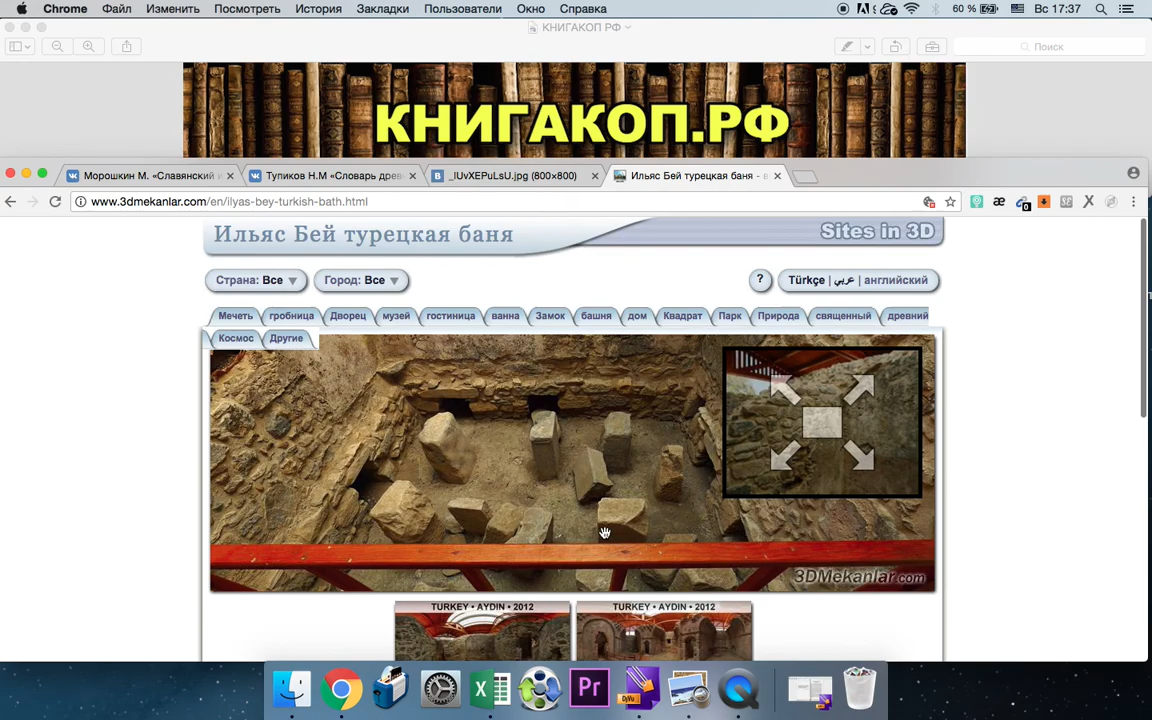 Chrome Файл Изменить Посмотреть История Закладки Пользователи Окно Справка 60 % Вс 17:37
КНИГАКОП РФ
Поиск
КНИГАКОП.РФ
Морошкин М. «Славянский и Тупиков Н.М «Словарь древ _lUvXEPuLsU.jpg (800×800) Ильяс Бей турецкая баня - в
www.3dmekanlar.com/en/ilyas-bey-turkish-bath.html
Ильяс Бей турецкая баня Sites in 3D
Страна: Все Город: Все ? Türkçe | عربي | английский
Мечеть гробница Дворец музей гостиница ванна Замок башня дом Квадрат Парк Природа священный древний
Космос Другие
3DMekanlar.com
TURKEY • AYDIN • 2012 TURKEY • AYDIN • 2012
Pr
DjVu